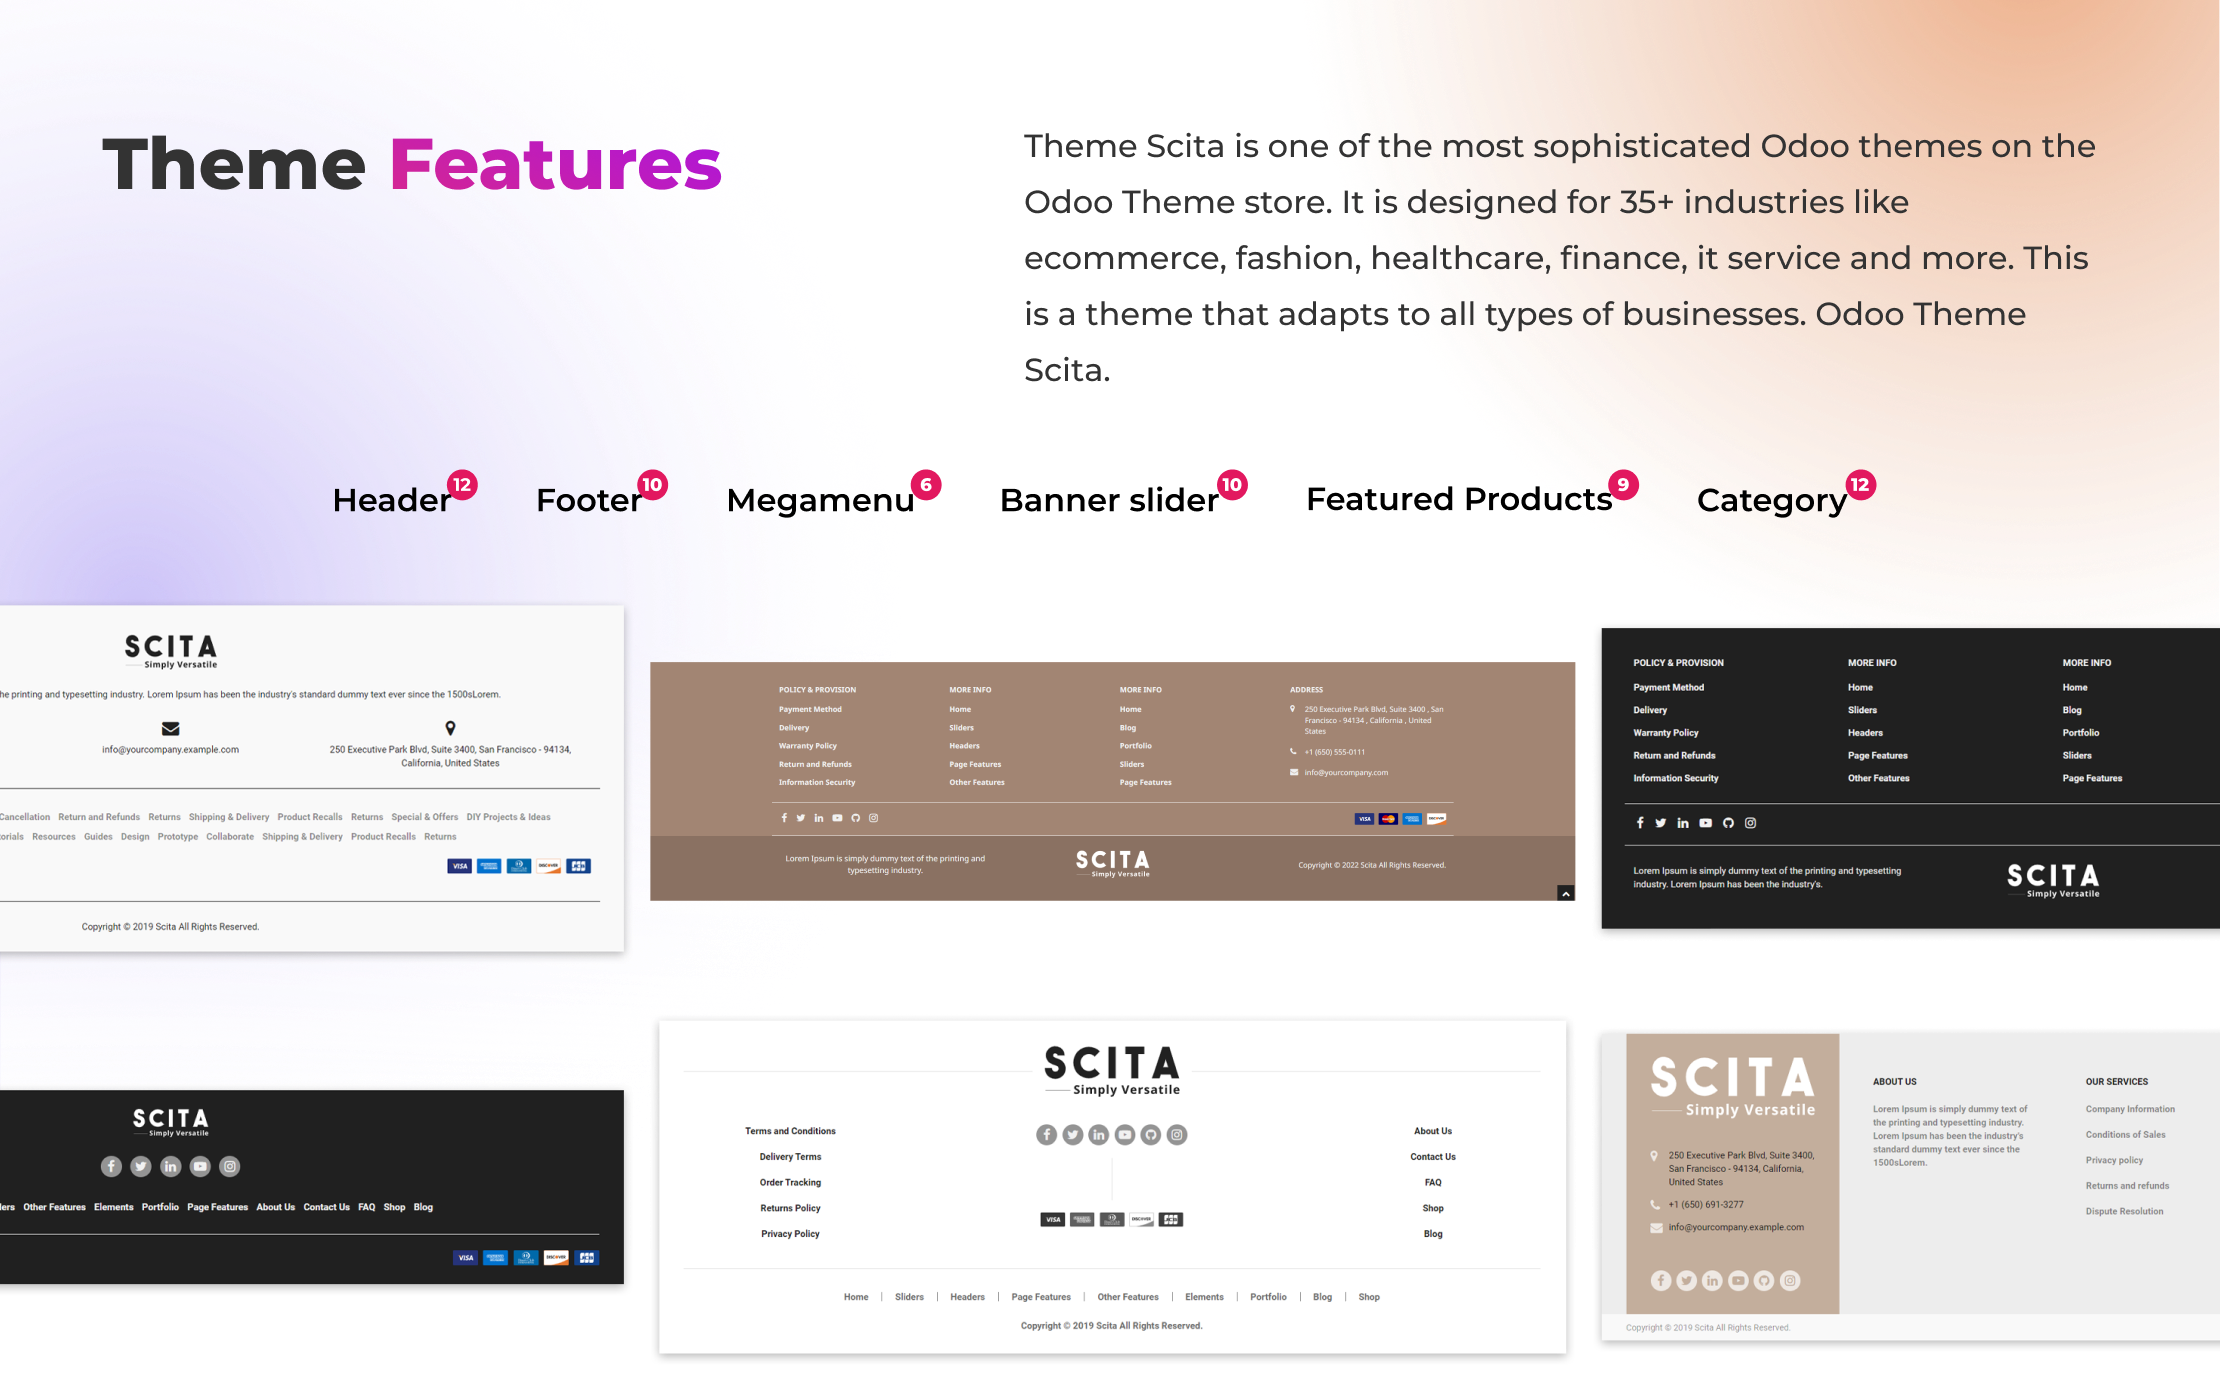 Theme Features
Theme Scita is one of the most sophisticated Odoo themes on the
Odoo Theme store. It is designed for 35+ industries like
ecommerce, fashion, healthcare, finance, it service and more. This
is a theme that adapts to all types of businesses. Odoo Theme
Scita.
Header 12 Footer 10 Megamenu 6 Banner slider 10 Featured Products 9 Category 12
SCITA
Simply Versatile
the printing and typesetting industry. Lorem Ipsum has been the industry's standard dummy text ever since the 1500sLorem.
info@yourcompany.example.com
250 Executive Park Blvd, Suite 3400, San Francisco - 94134,
California, United States
Cancellation Return and Refunds Returns Shipping & Delivery Product Recalls Returns Special & Offers DIY Projects & Ideas
Resources Guides Design Prototype Collaborate Shipping & Delivery Product Recalls Returns
VISA DISCOVER JCB
Copyright © 2019 Scita All Rights Reserved.
POLICY & PROVISION
Payment Method
Delivery
Warranty Policy
Return and Refunds
Information Security
MORE INFO
Home
Sliders
Headers
Page Features
Other Features
MORE INFO
Home
Blog
Portfolio
Sliders
Page Features
ADDRESS
250 Executive Park Blvd, Suite 3400 , San
Francisco - 94134 , California , United
States
+1 (650) 555-0111
info@yourcompany.com
VISA DISCOVER
Lorem Ipsum is simply dummy text of the printing and
typesetting industry.
SCITA
Simply Versatile
Copyright © 2022 Scita All Rights Reserved.
POLICY & PROVISION
Payment Method
Delivery
Warranty Policy
Return and Refunds
Information Security
MORE INFO
Home
Sliders
Headers
Page Features
Other Features
MORE INFO
Home
Blog
Portfolio
Sliders
Page Features
Lorem Ipsum is simply dummy text of the printing and typesetting
industry. Lorem Ipsum has been the industry's.
SCITA
Simply Versatile
SCITA
Simply Versatile
Other Features Elements Portfolio Page Features About Us Contact Us FAQ Shop Blog
VISA DISCOVER JCB
SCITA
Simply Versatile
Terms and Conditions
Delivery Terms
Order Tracking
Returns Policy
Privacy Policy
VISA DISCOVER JCB
About Us
Contact Us
FAQ
Shop
Blog
Home | Sliders | Headers | Page Features | Other Features | Elements | Portfolio | Blog | Shop
Copyright © 2019 Scita All Rights Reserved.
SCITA
Simply Versatile
250 Executive Park Blvd, Suite 3400,
San Francisco - 94134, California,
United States
+1 (650) 691-3277
info@yourcompany.example.com
ABOUT US
Lorem Ipsum is simply dummy text of
the printing and typesetting industry.
Lorem Ipsum has been the industry's
standard dummy text ever since the
1500sLorem.
OUR SERVICES
Company Information
Conditions of Sales
Privacy policy
Returns and refunds
Dispute Resolution
Copyright © 2019 Scita All Rights Reserved.